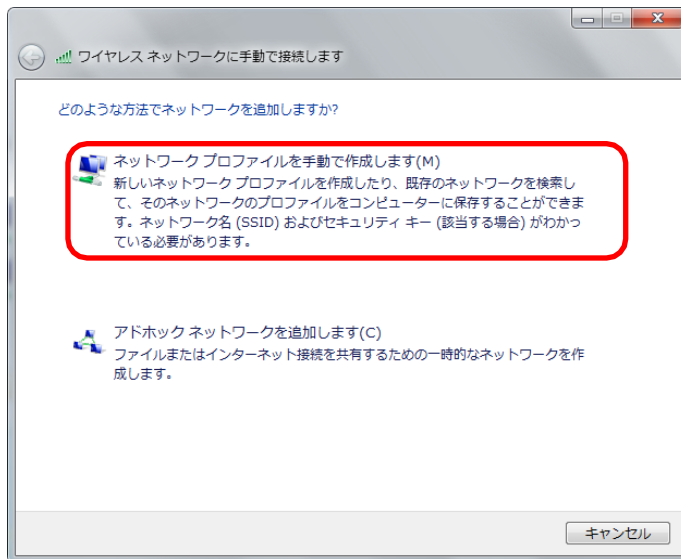 ワイヤレス ネットワークに手動で接続します
どのような方法でネットワークを追加しますか?
ネットワーク プロファイルを手動で作成します(M)
新しいネットワーク プロファイルを作成したり、既存のネットワークを検索し
て、そのネットワークのプロファイルをコンピューターに保存することができま
す。ネットワーク名 (SSID) およびセキュリティ キー (該当する場合) がわかっ
ている必要があります。
アドホック ネットワークを追加します(C)
ファイルまたはインターネット接続を共有するための一時的なネットワークを作
成します。
キャンセル